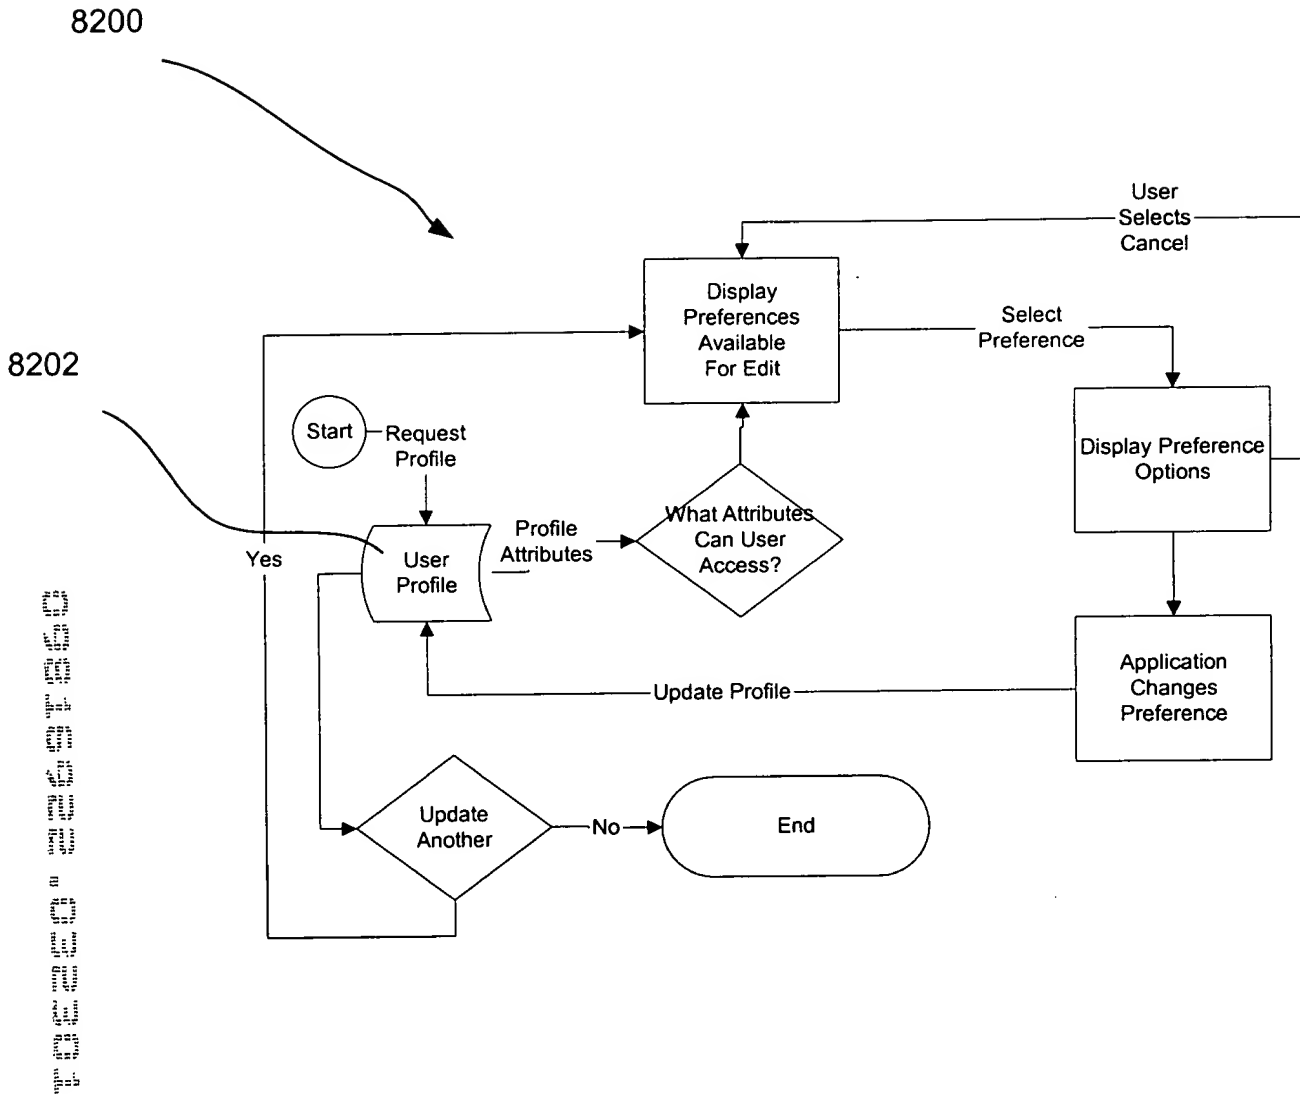 8200
User
Selects
Cancel
Display
Preferences
Available
For Edit
Select
Preference
8202
Start
Request
Profile
Display Preference
Options
What Attributes
Can User
Access?
Profile
Attributes
User
Profile
Yes
Application
Changes
Preference
Update Profile
Update
Another
No
End